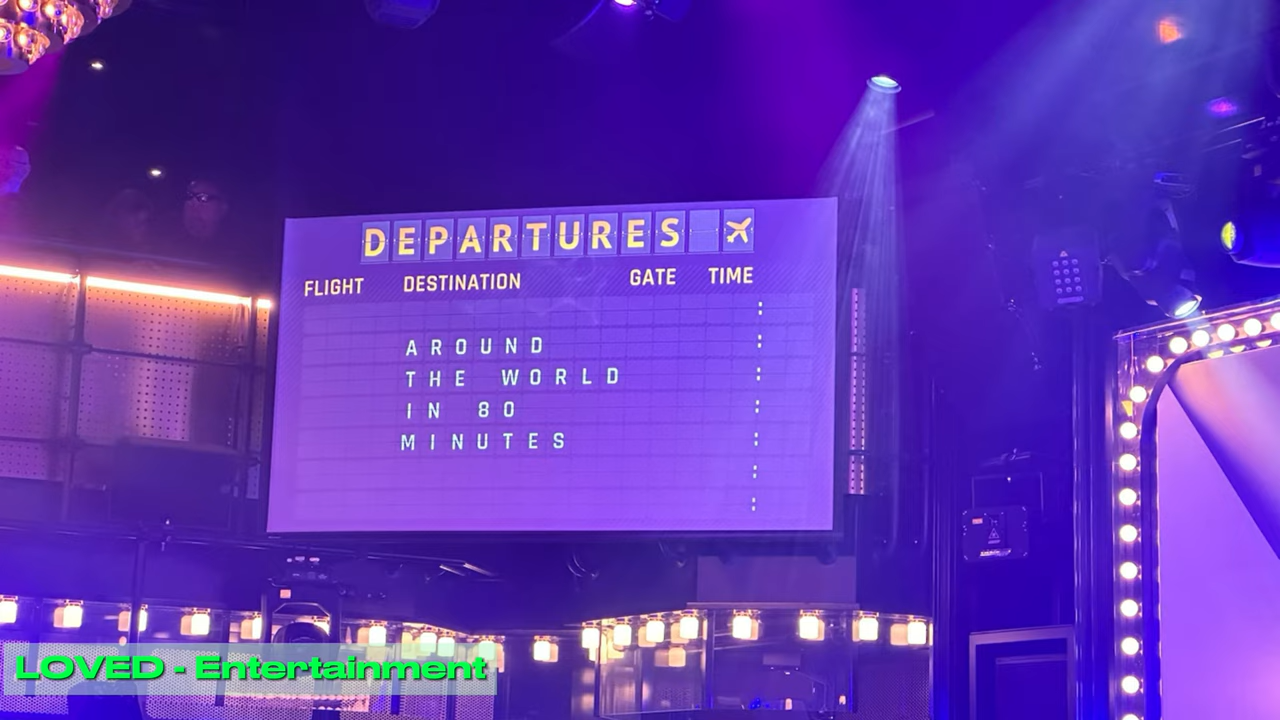 DEPARTURES
FLIGHT DESTINATION GATE TIME
AROUND
THE WORLD
IN 80
MINUTES
LOVED - Entertainment